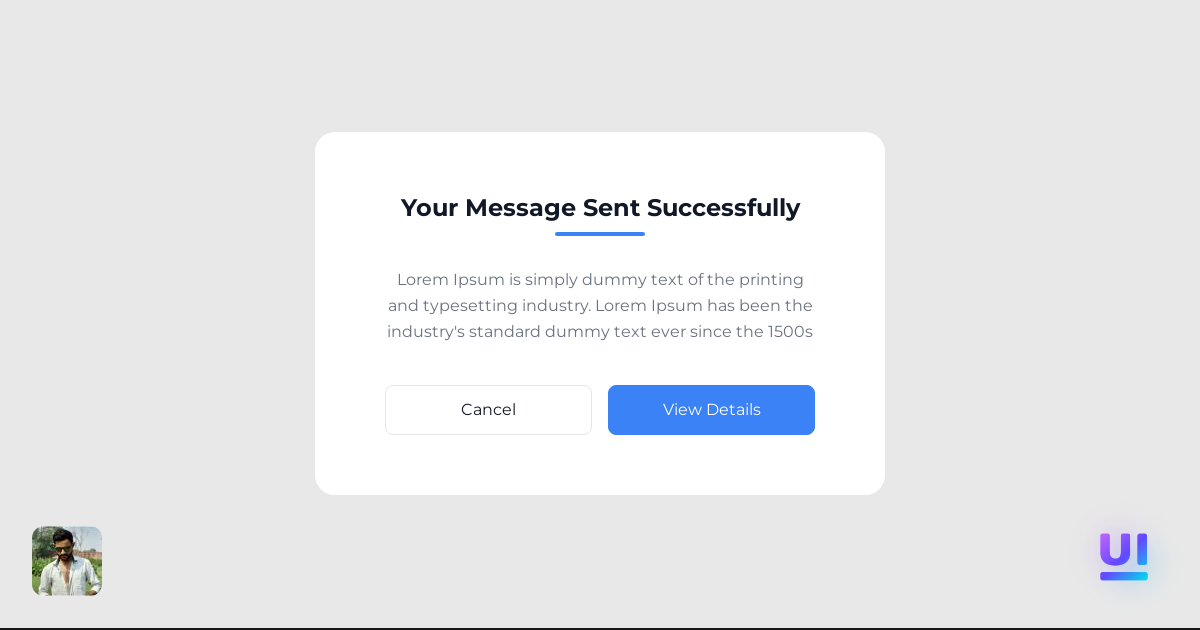 Your Message Sent Successfully
Lorem Ipsum is simply dummy text of the printing
and typesetting industry. Lorem Ipsum has been the
industry's standard dummy text ever since the 1500s
Cancel
View Details
UI